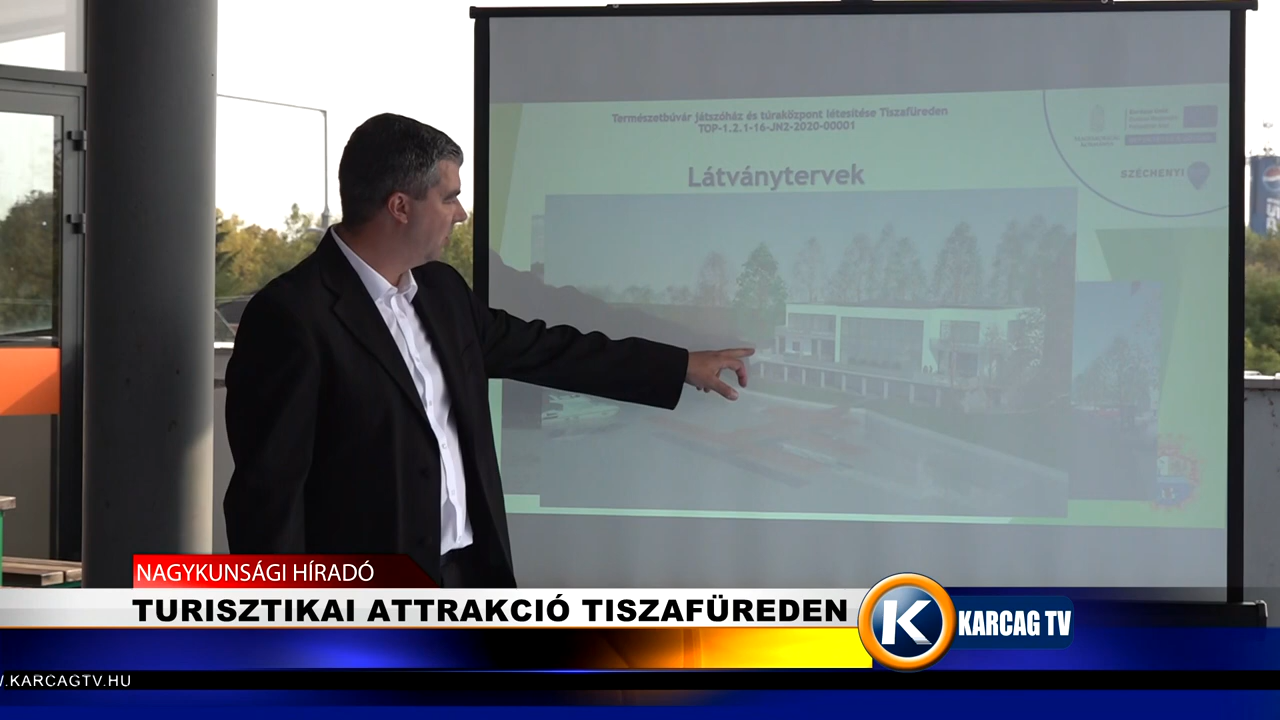 Természetbúvár játszóház és túraközpont létesítése Tiszafüreden
TOP-1.2.1-16-JN2-2020-00001
Látványtervek
SZÉCHENYI
PEPSI
NAGYKUNSÁGI HÍRADÓ
TURISZTIKAI ATTRAKCIÓ TISZAFÜREDEN
K
KARCAG TV
.KARCAGTV.HU